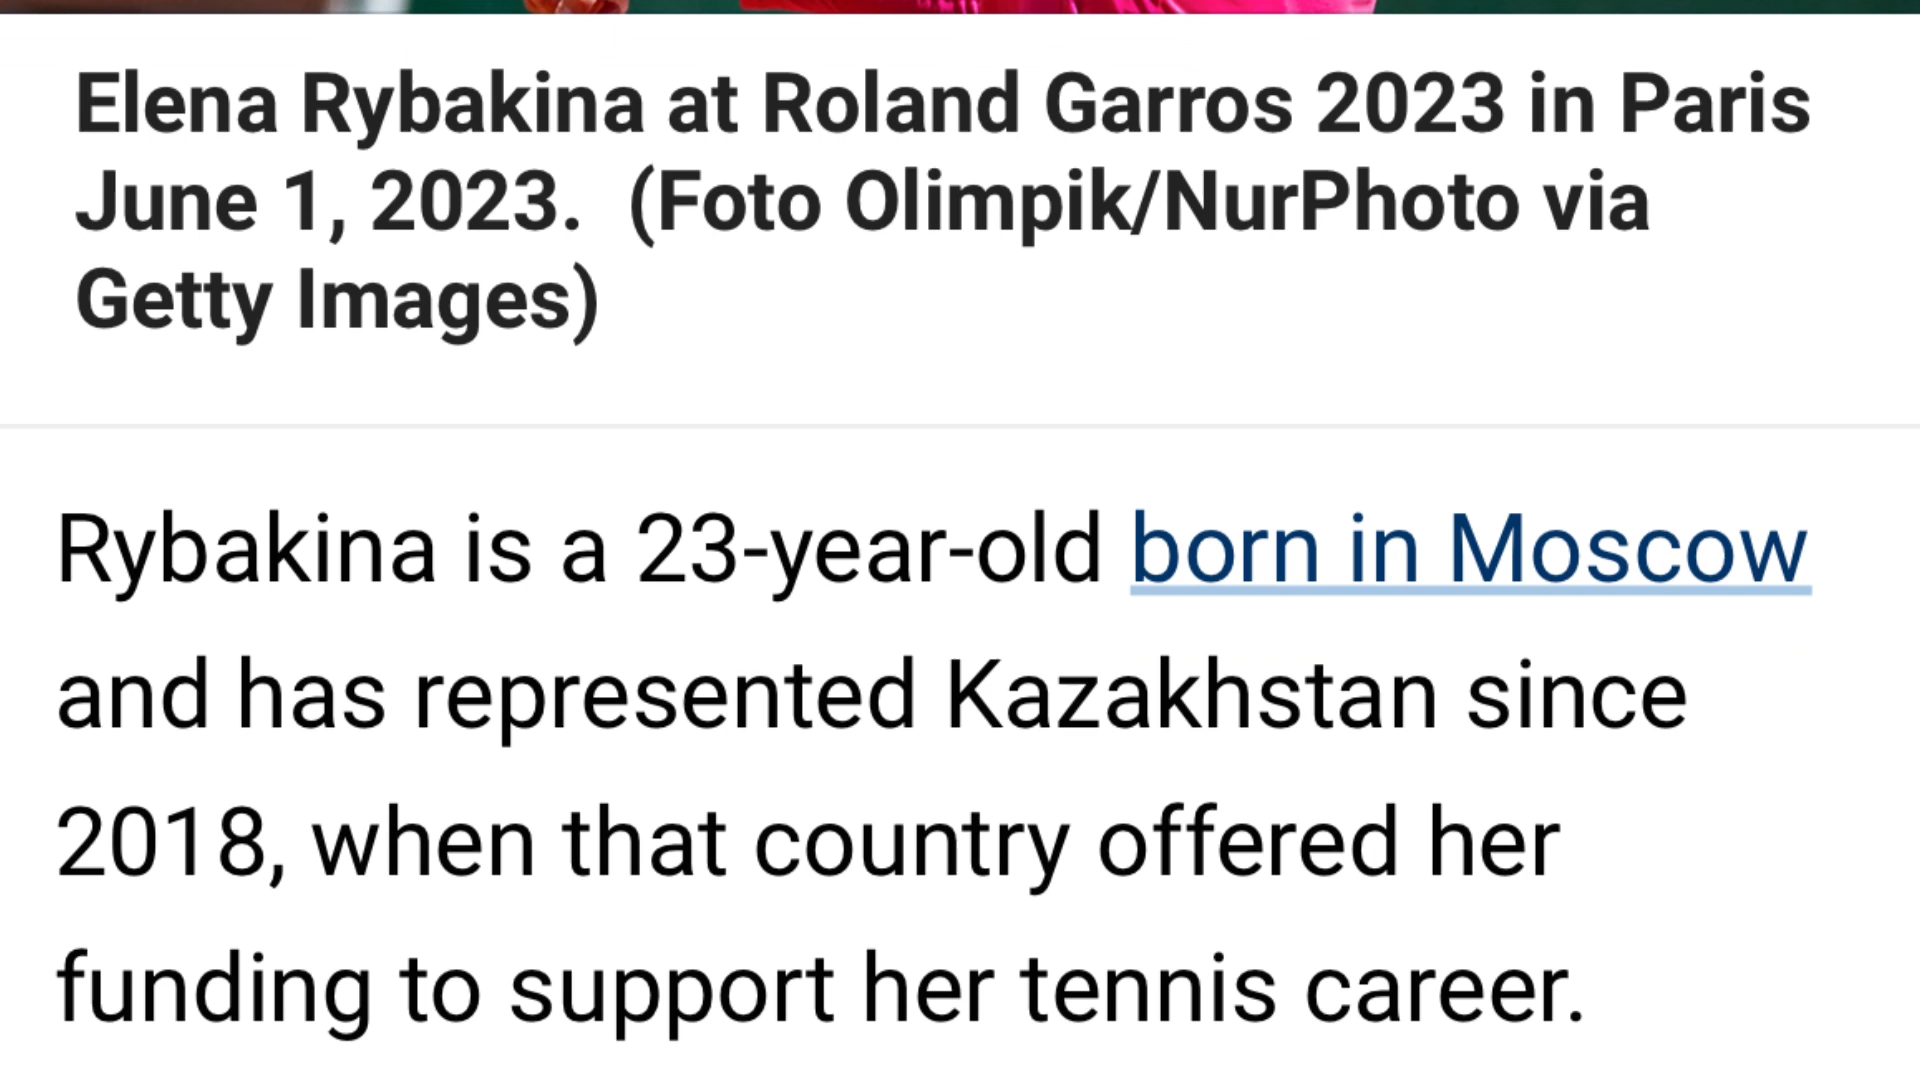 Elena Rybakina at Roland Garros 2023 in Paris
June 1, 2023.  (Foto Olimpik/NurPhoto via
Getty Images)
Rybakina is a 23-year-old born in Moscow
and has represented Kazakhstan since
2018, when that country offered her
funding to support her tennis career.